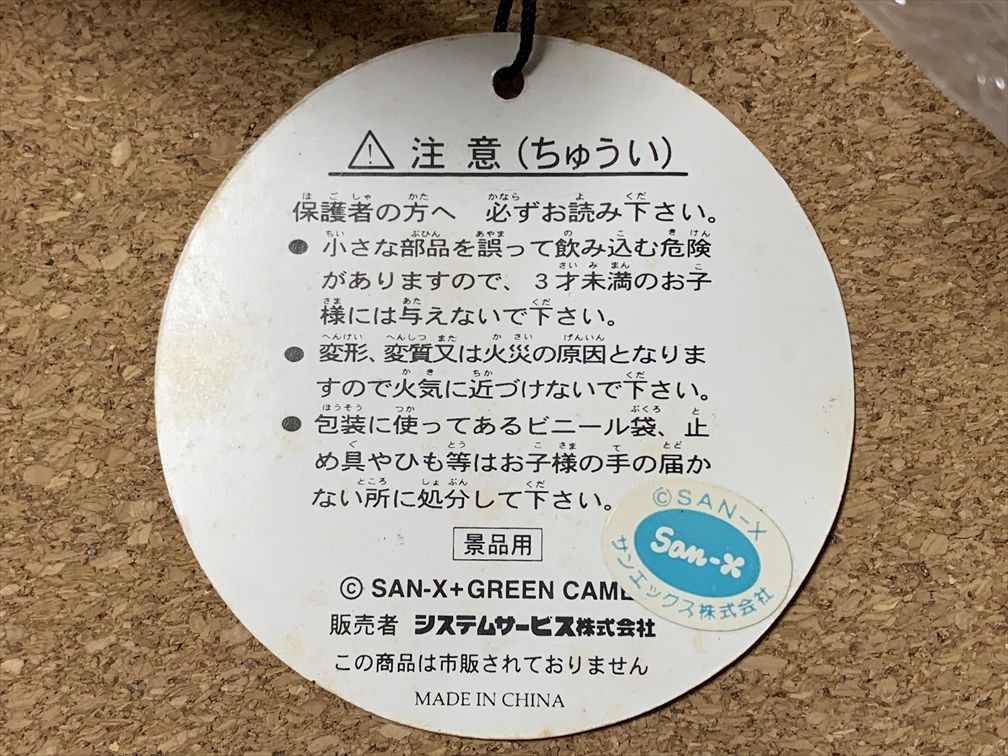 注意(ちゅうい)
保護者の方へ 必ずお読み下さい。
● 小さな部品を誤って飲み込む危険
がありますので、3才未満のお子
様には与えないで下さい。
● 変形、変質又は火災の原因となりま
すので火気に近づけないで下さい。
● 包装に使ってあるビニール袋、止
め具やひも等はお子様の手の届か
ない所に処分して下さい。
景品用
© SAN-X+GREEN
販売者 システムサービス株式会社
この商品は市販されておりません
MADE IN CHINA
©SAN-X
San-X
サンエックス株式会社